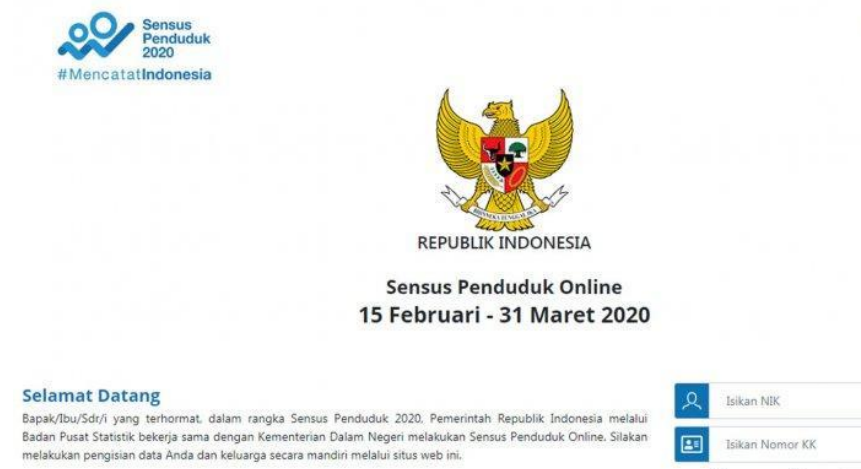 Sensus
Penduduk
2020
#MencatatIndonesia
BHINNEKA TUNGGAL IKA
REPUBLIK INDONESIA
Sensus Penduduk Online
15 Februari - 31 Maret 2020
Selamat Datang
Bapak/Ibu/Sdr/i yang terhormat, dalam rangka Sensus Penduduk 2020, Pemerintah Republik Indonesia melalui
Badan Pusat Statistik bekerja sama dengan Kementerian Dalam Negeri melakukan Sensus Penduduk Online. Silakan
melakukan pengisian data Anda dan keluarga secara mandiri melalui situs web ini.
Isikan NIK
Isikan Nomor KK